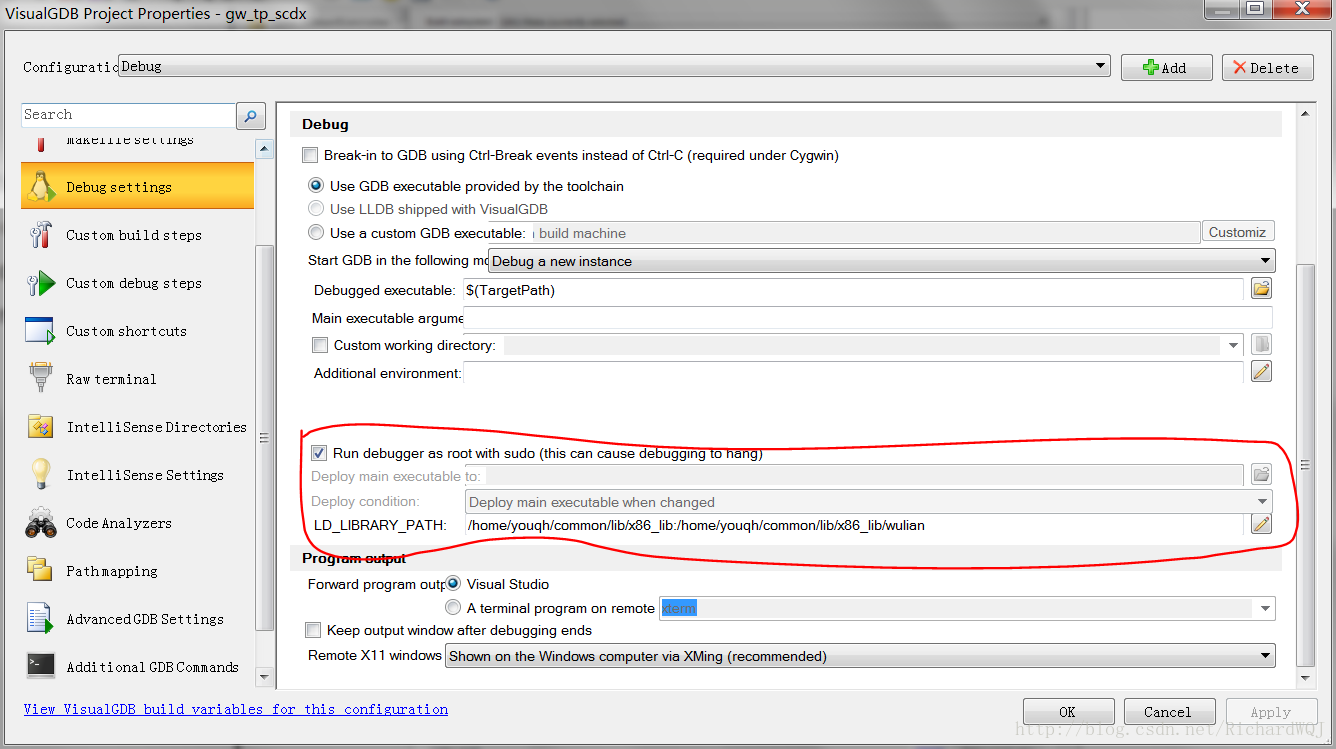 VisualGDB Project Properties - gw_tp_scdx
Configuratio Debug
Add
Delete
Search
makefile settings
Debug settings
Custom build steps
Custom debug steps
Custom shortcuts
Raw terminal
IntelliSense Directories
IntelliSense Settings
Code Analyzers
Path mapping
Advanced GDB Settings
Additional GDB Commands
Debug
Break-in to GDB using Ctrl-Break events instead of Ctrl-C (required under Cygwin)
Use GDB executable provided by the toolchain
Use LLDB shipped with VisualGDB
Use a custom GDB executable: build machine
Customiz
Start GDB in the following mo Debug a new instance
Debugged executable: $(TargetPath)
Main executable argume
Custom working directory:
Additional environment:
Run debugger as root with sudo (this can cause debugging to hang)
Deploy main executable to:
Deploy condition: Deploy main executable when changed
LD_LIBRARY_PATH: /home/youqh/common/lib/x86_lib:/home/youqh/common/lib/x86_lib/wulian
Program output
Forward program outp Visual Studio
A terminal program on remote xterm
Keep output window after debugging ends
Remote X11 windows Shown on the Windows computer via XMing (recommended)
View VisualGDB build variables for this configuration
OK
Cancel
Apply
http://blog.csdn.net/RichardWQJ